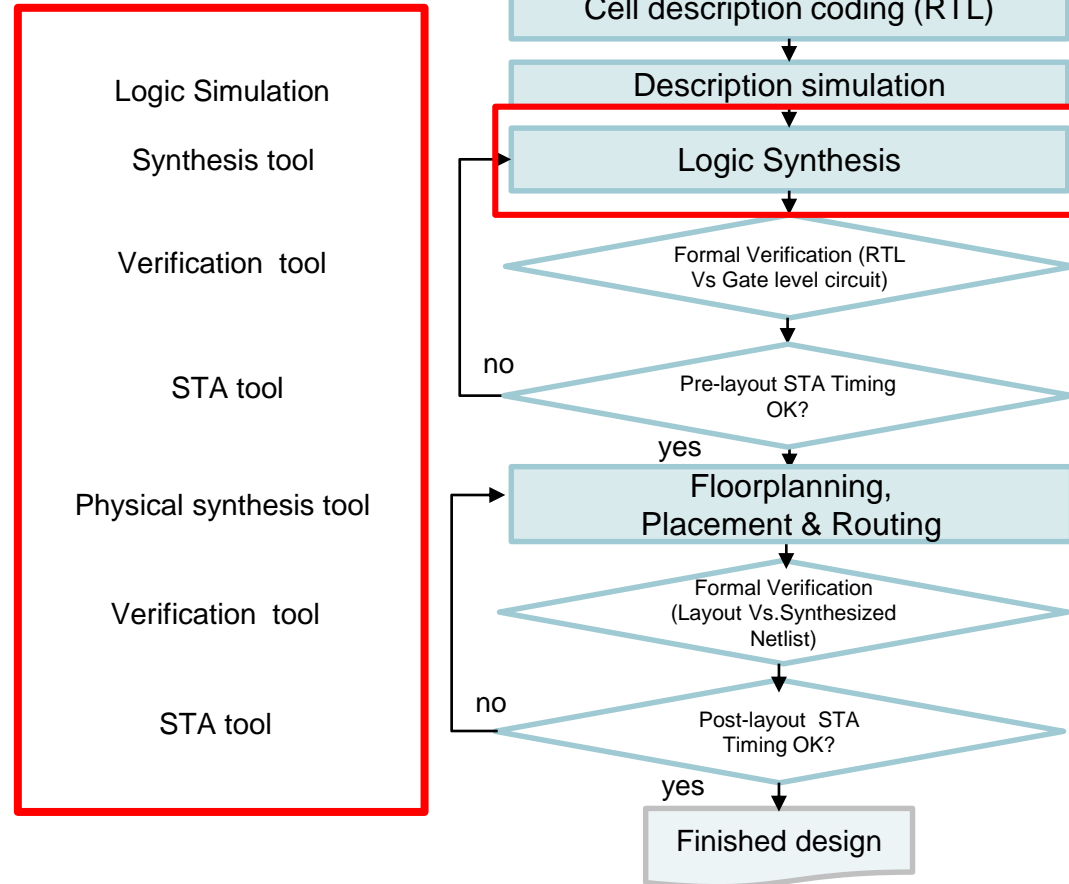 Cell description coding (RTL)
Logic Simulation
Description simulation
Synthesis tool
Logic Synthesis
Verification  tool
Formal Verification (RTL
Vs Gate level circuit)
no
STA tool
Pre-layout STA Timing
OK?
yes
Physical synthesis tool
Floorplanning,
Placement & Routing
Verification  tool
Formal Verification
(Layout Vs.Synthesized
Netlist)
no
STA tool
Post-layout  STA
Timing OK?
yes
Finished design